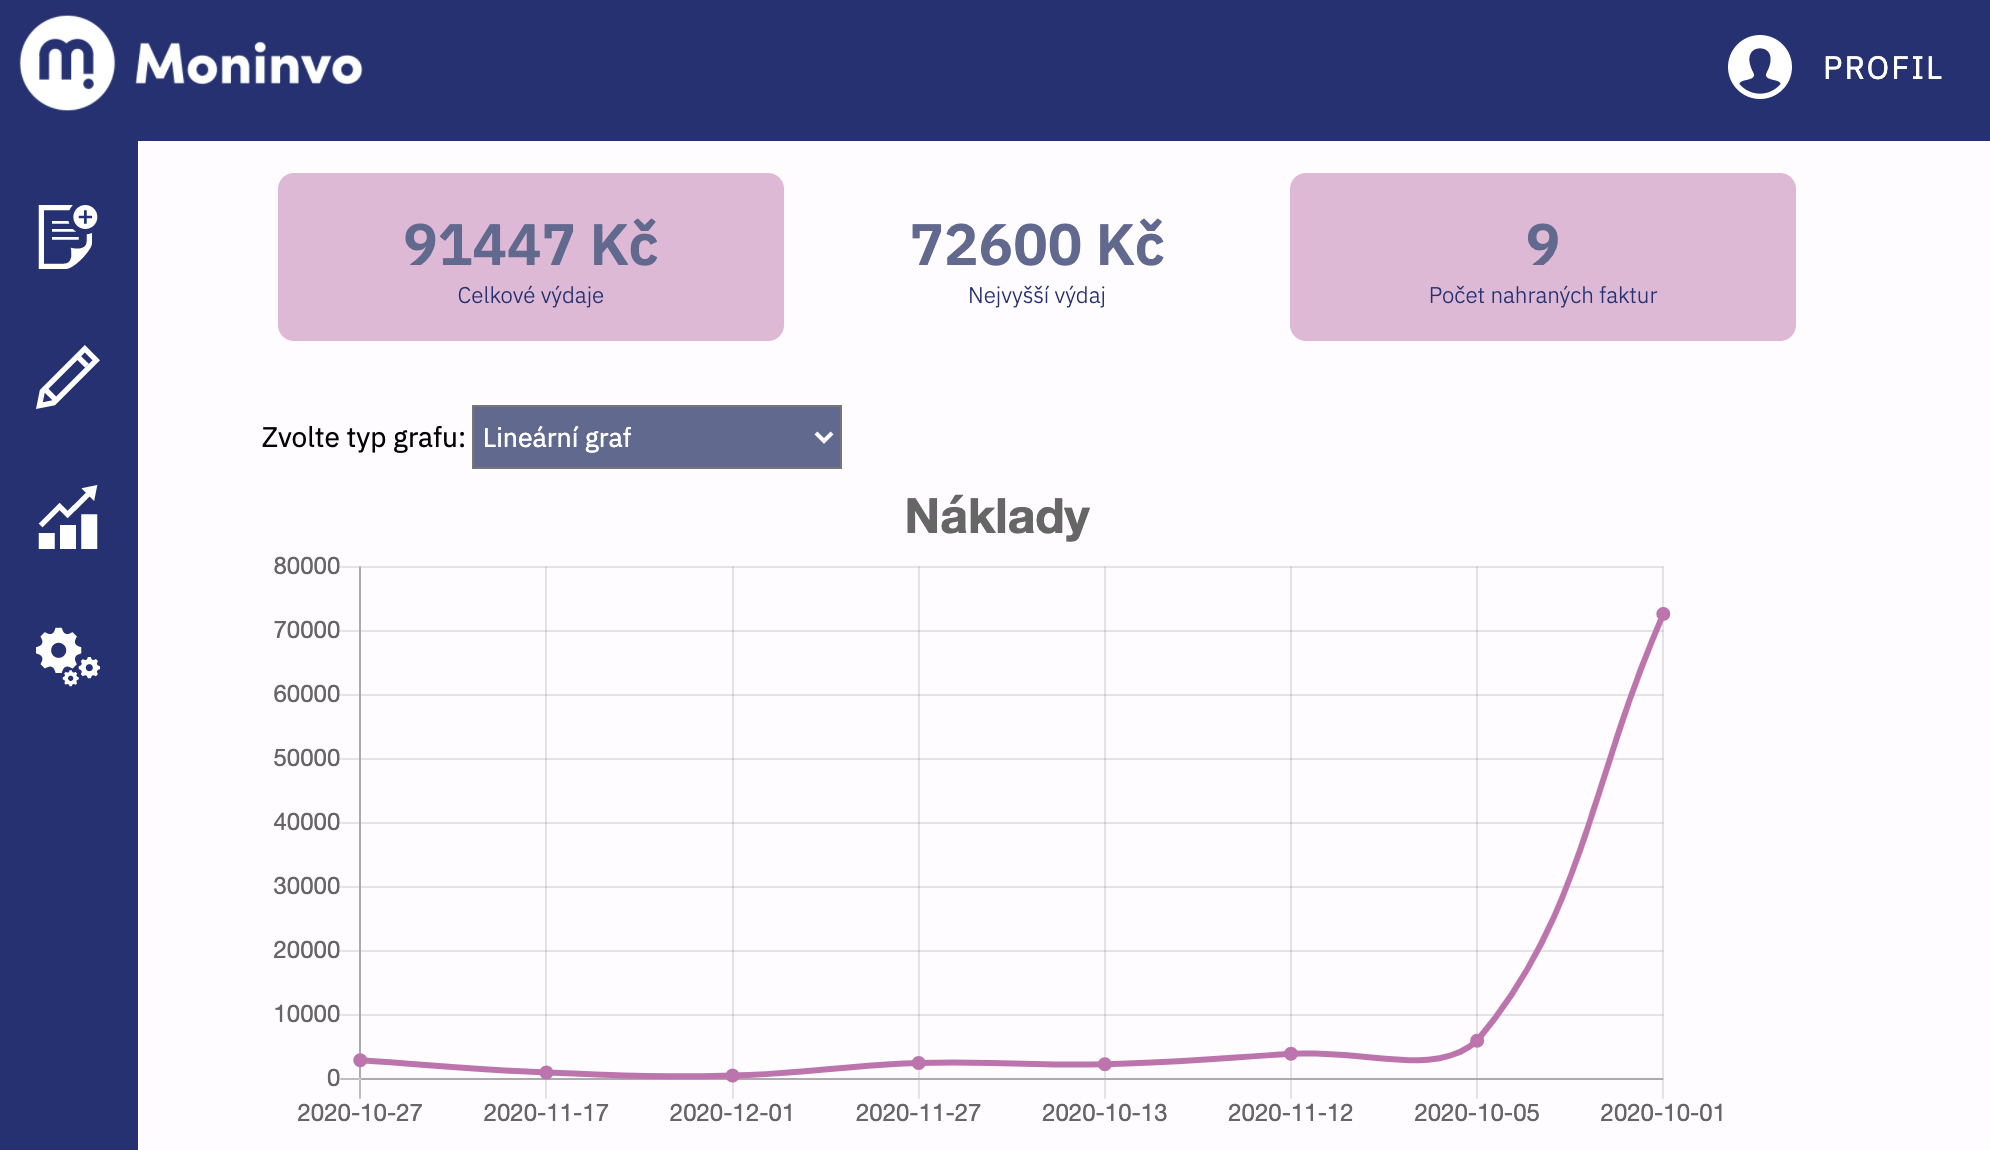 Moninvo
PROFIL
91447 Kč
Celkové výdaje
72600 Kč
Nejvyšší výdaj
9
Počet nahraných faktur
Zvolte typ grafu: Lineární graf
Náklady
80000
70000
60000
50000
40000
30000
20000
10000
0
2020-10-27 2020-11-17 2020-12-01 2020-11-27 2020-10-13 2020-11-12 2020-10-05 2020-10-01